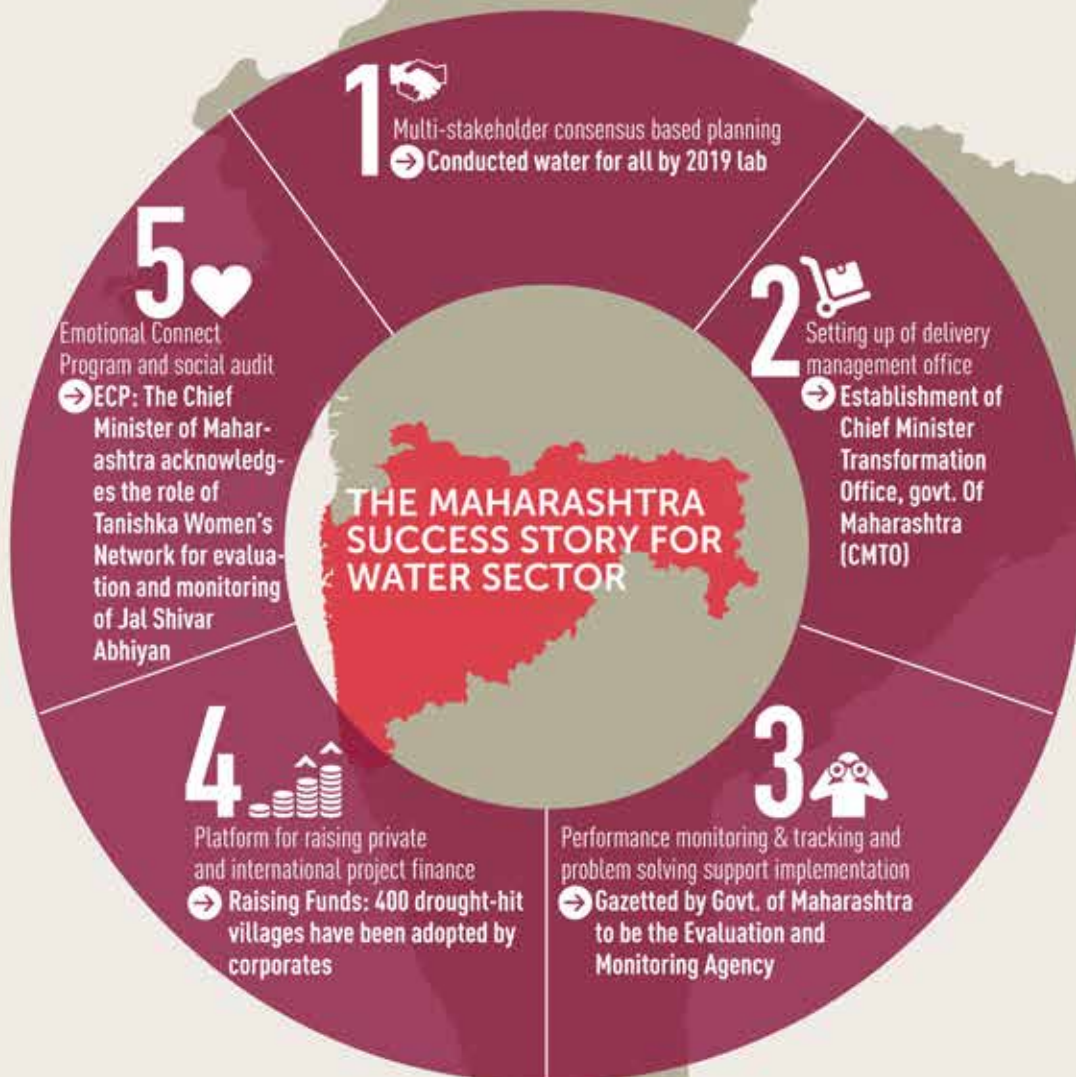 1
Multi-stakeholder consensus based planning
Conducted water for all by 2019 lab
2
Setting up of delivery
management office
Establishment of
Chief Minister
Transformation
Office, govt. Of
Maharashtra
(CMTO)
3
Performance monitoring & tracking and
problem solving support implementation
Gazetted by Govt. of Maharashtra
to be the Evaluation and
Monitoring Agency
4
Platform for raising private
and international project finance
Raising Funds: 400 drought-hit
villages have been adopted by
corporates
5
Emotional Connect
Program and social audit
ECP: The Chief
Minister of Mahar-
ashtra acknowledg-
es the role of
Tanishka Women's
Network for evalua-
tion and monitoring
of Jal Shivar
Abhiyan
THE MAHARASHTRA
SUCCESS STORY FOR
WATER SECTOR